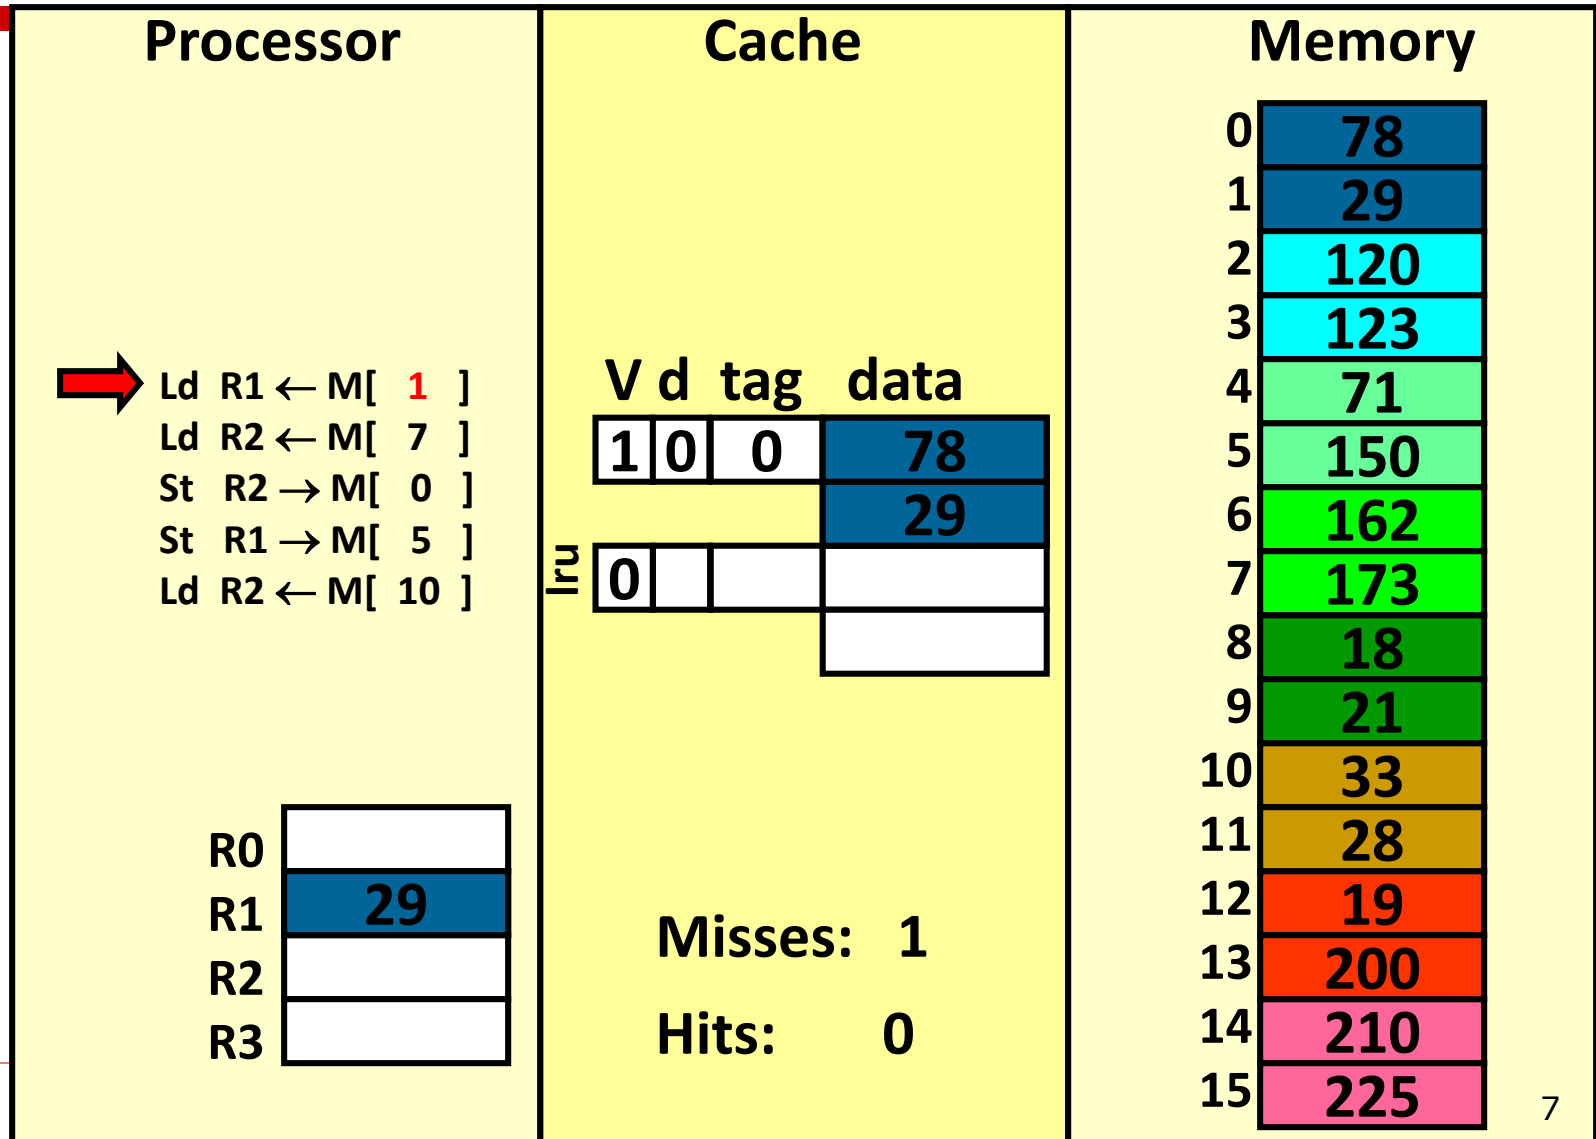 Processor
Ld R1 ← M[ 1 ]
Ld R2 ← M[ 7 ]
St R2 → M[ 0 ]
St R1 → M[ 5 ]
Ld R2 ← M[ 10 ]
R0
R1 29
R2
R3
Cache
V d tag data
1 0 0 78
29
lru 0
Misses: 1
Hits: 0
Memory
0 78
1 29
2 120
3 123
4 71
5 150
6 162
7 173
8 18
9 21
10 33
11 28
12 19
13 200
14 210
15 225
7